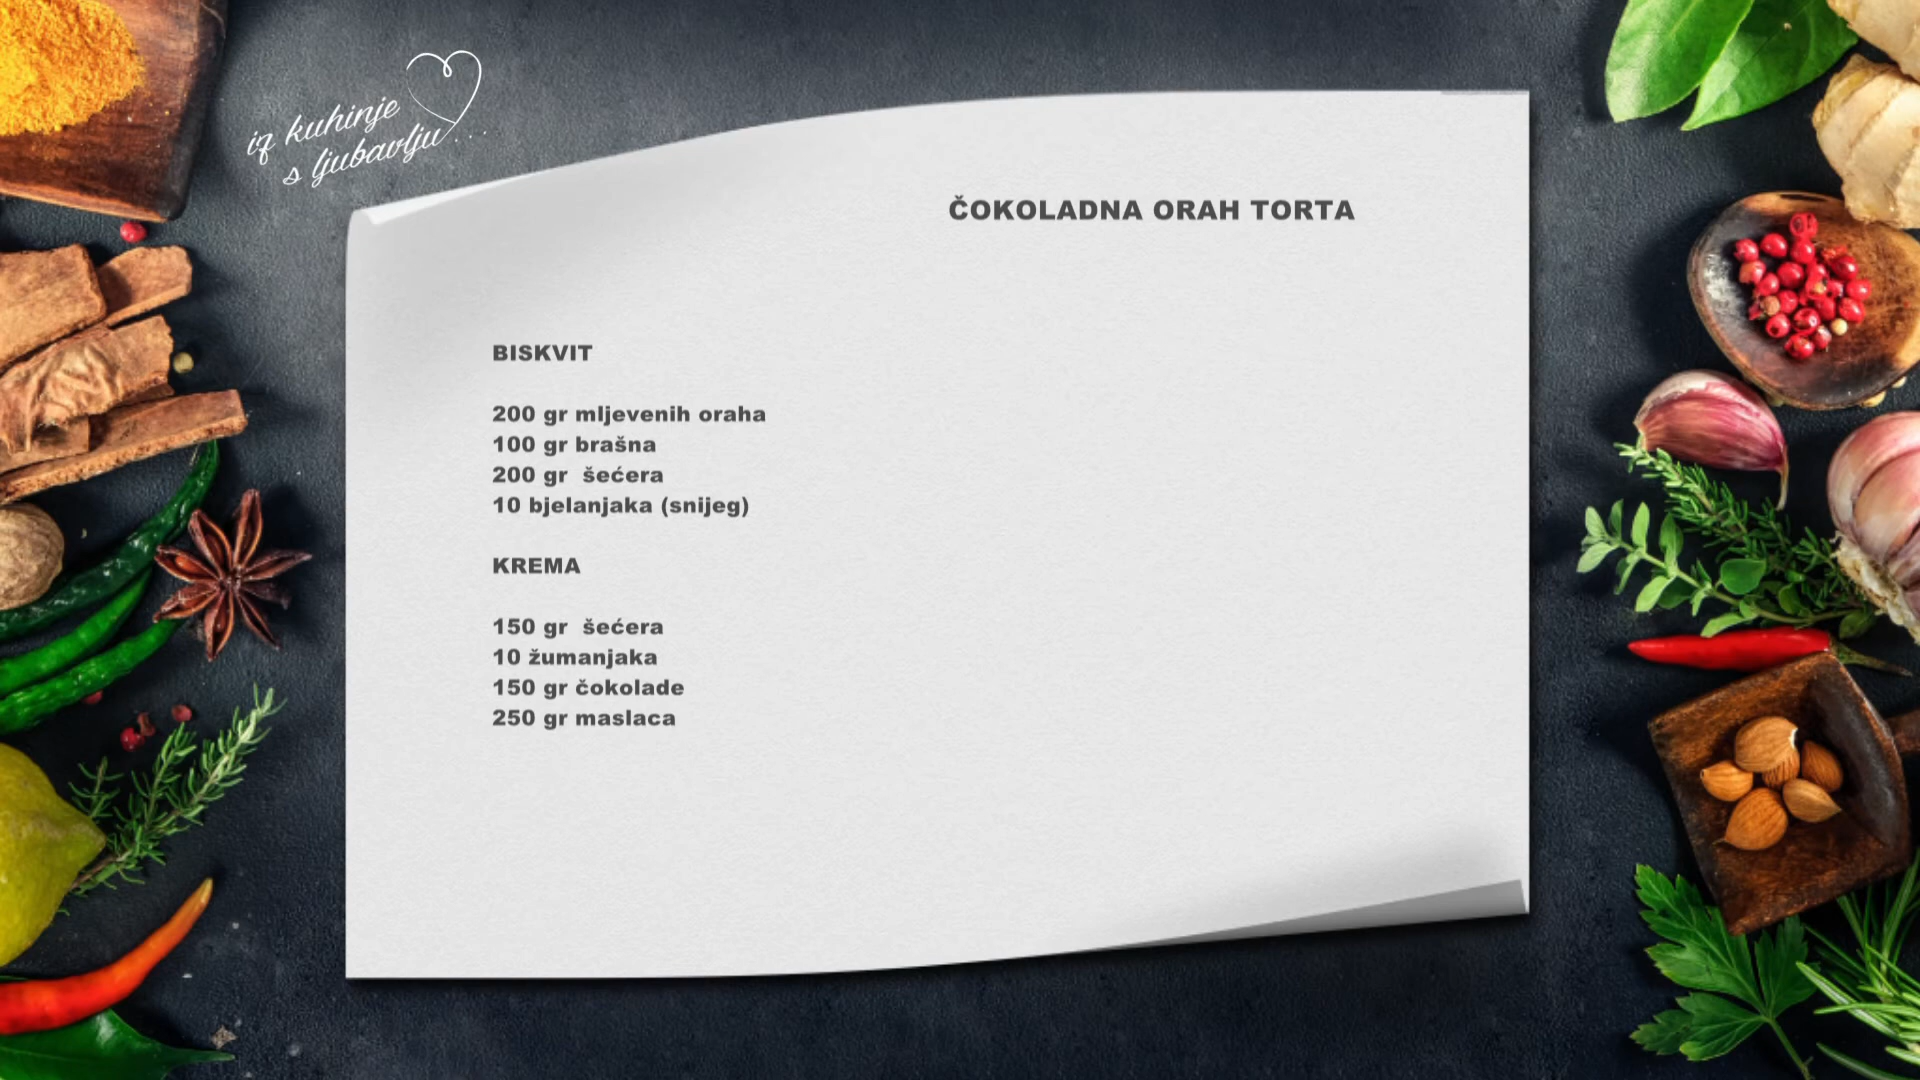 iz kuhinje
s ljubavlju...
ČOKOLADNA ORAH TORTA
BISKVIT
200 gr mljevenih oraha
100 gr brašna
200 gr  šećera
10 bjelanjaka (snijeg)
KREMA
150 gr  šećera
10 žumanjaka
150 gr čokolade
250 gr maslaca